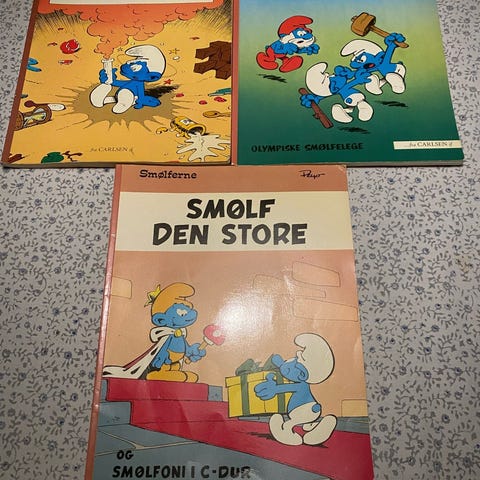 ...fra CARLSEN if
OLYMPISKE SMØLFELEGE
...fra CARLSEN if
Smølferne
Peyo
SMØLF
DEN STORE
OG
SMØLFONI I C-DUR